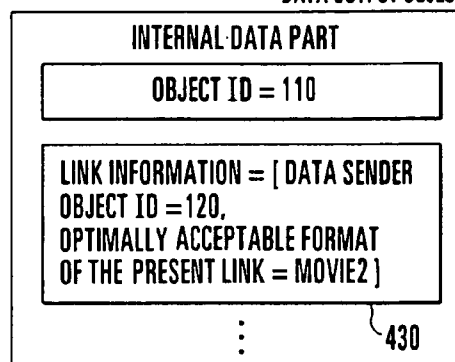 INTERNAL DATA PART
OBJECT ID = 110
LINK INFORMATION = [ DATA SENDER
OBJECT ID =120,
OPTIMALLY ACCEPTABLE FORMAT
OF THE PRESENT LINK = MOVIE2 ]
430